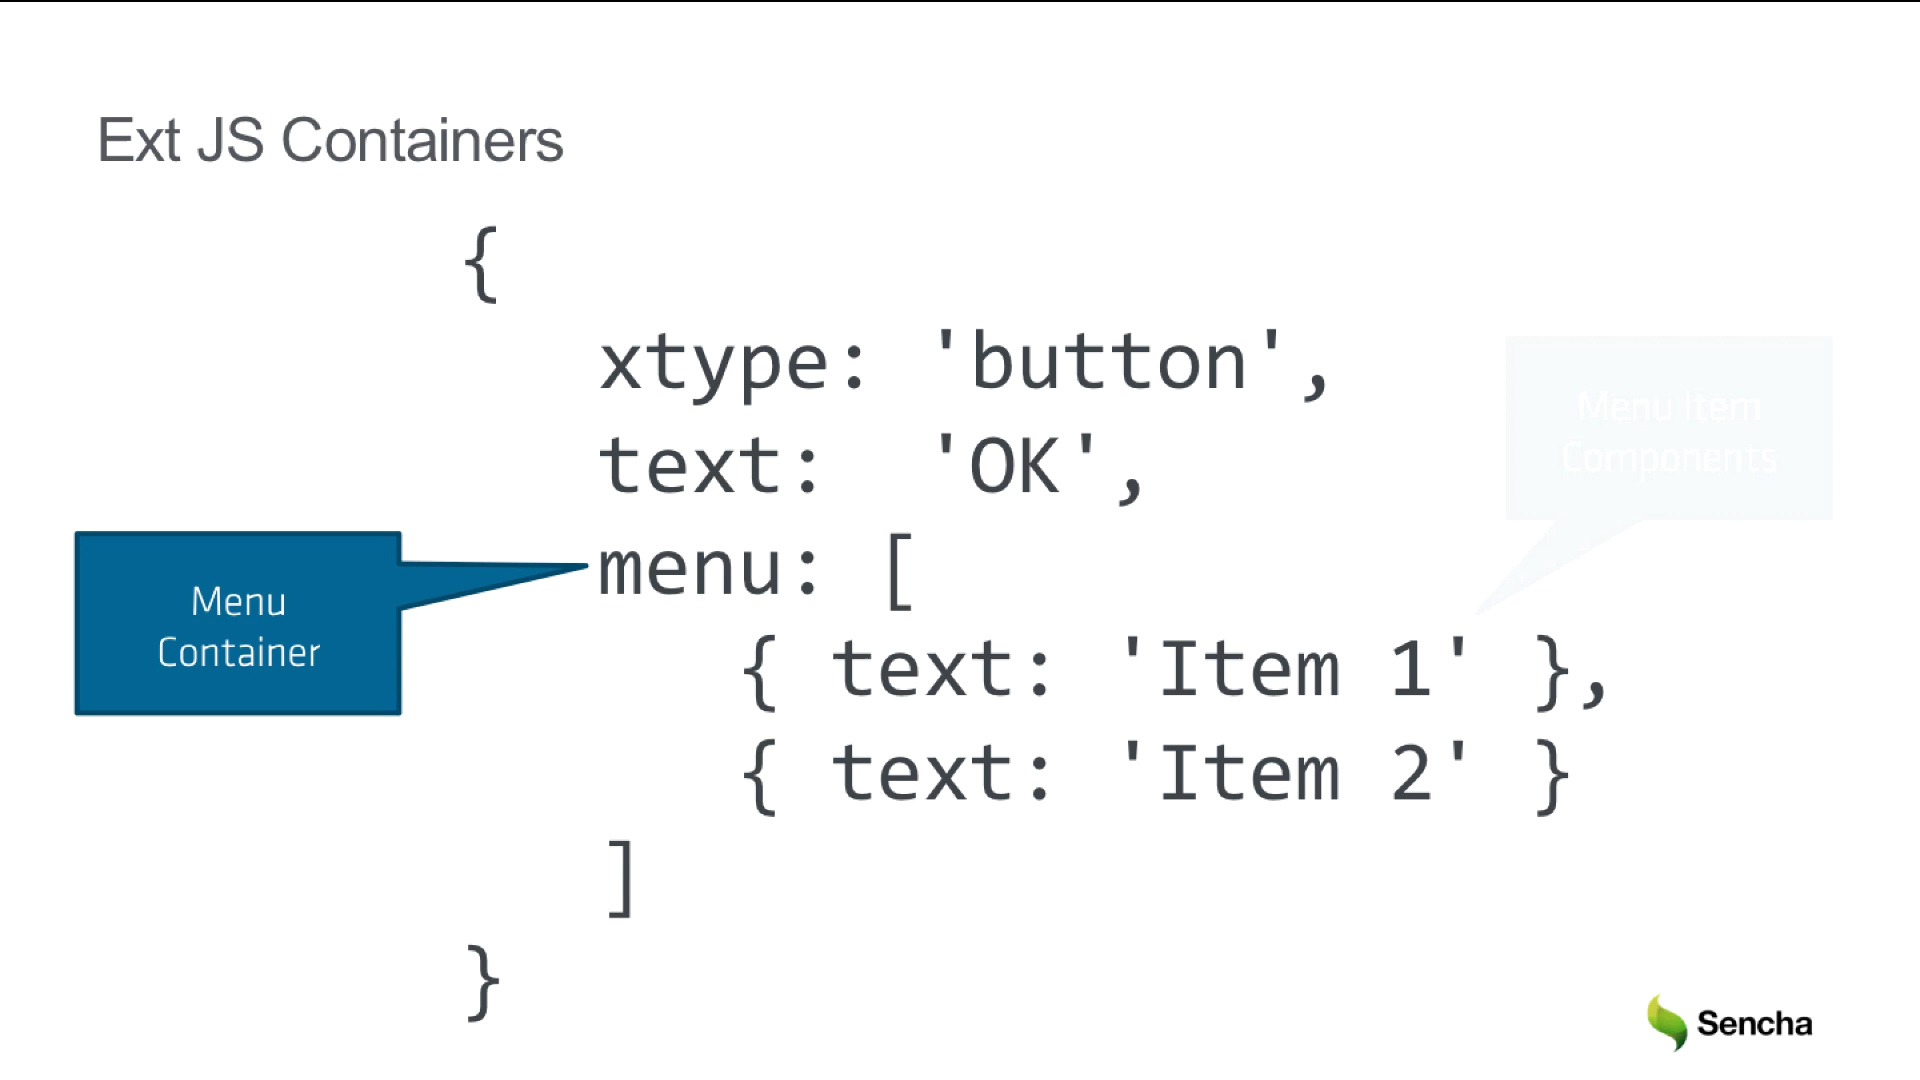 Ext JS Containers
{
xtype: 'button',
text: 'OK',
menu: [
{ text: 'Item 1' },
{ text: 'Item 2' }
]
}
Menu
Container
Menu Item
Components
Sencha